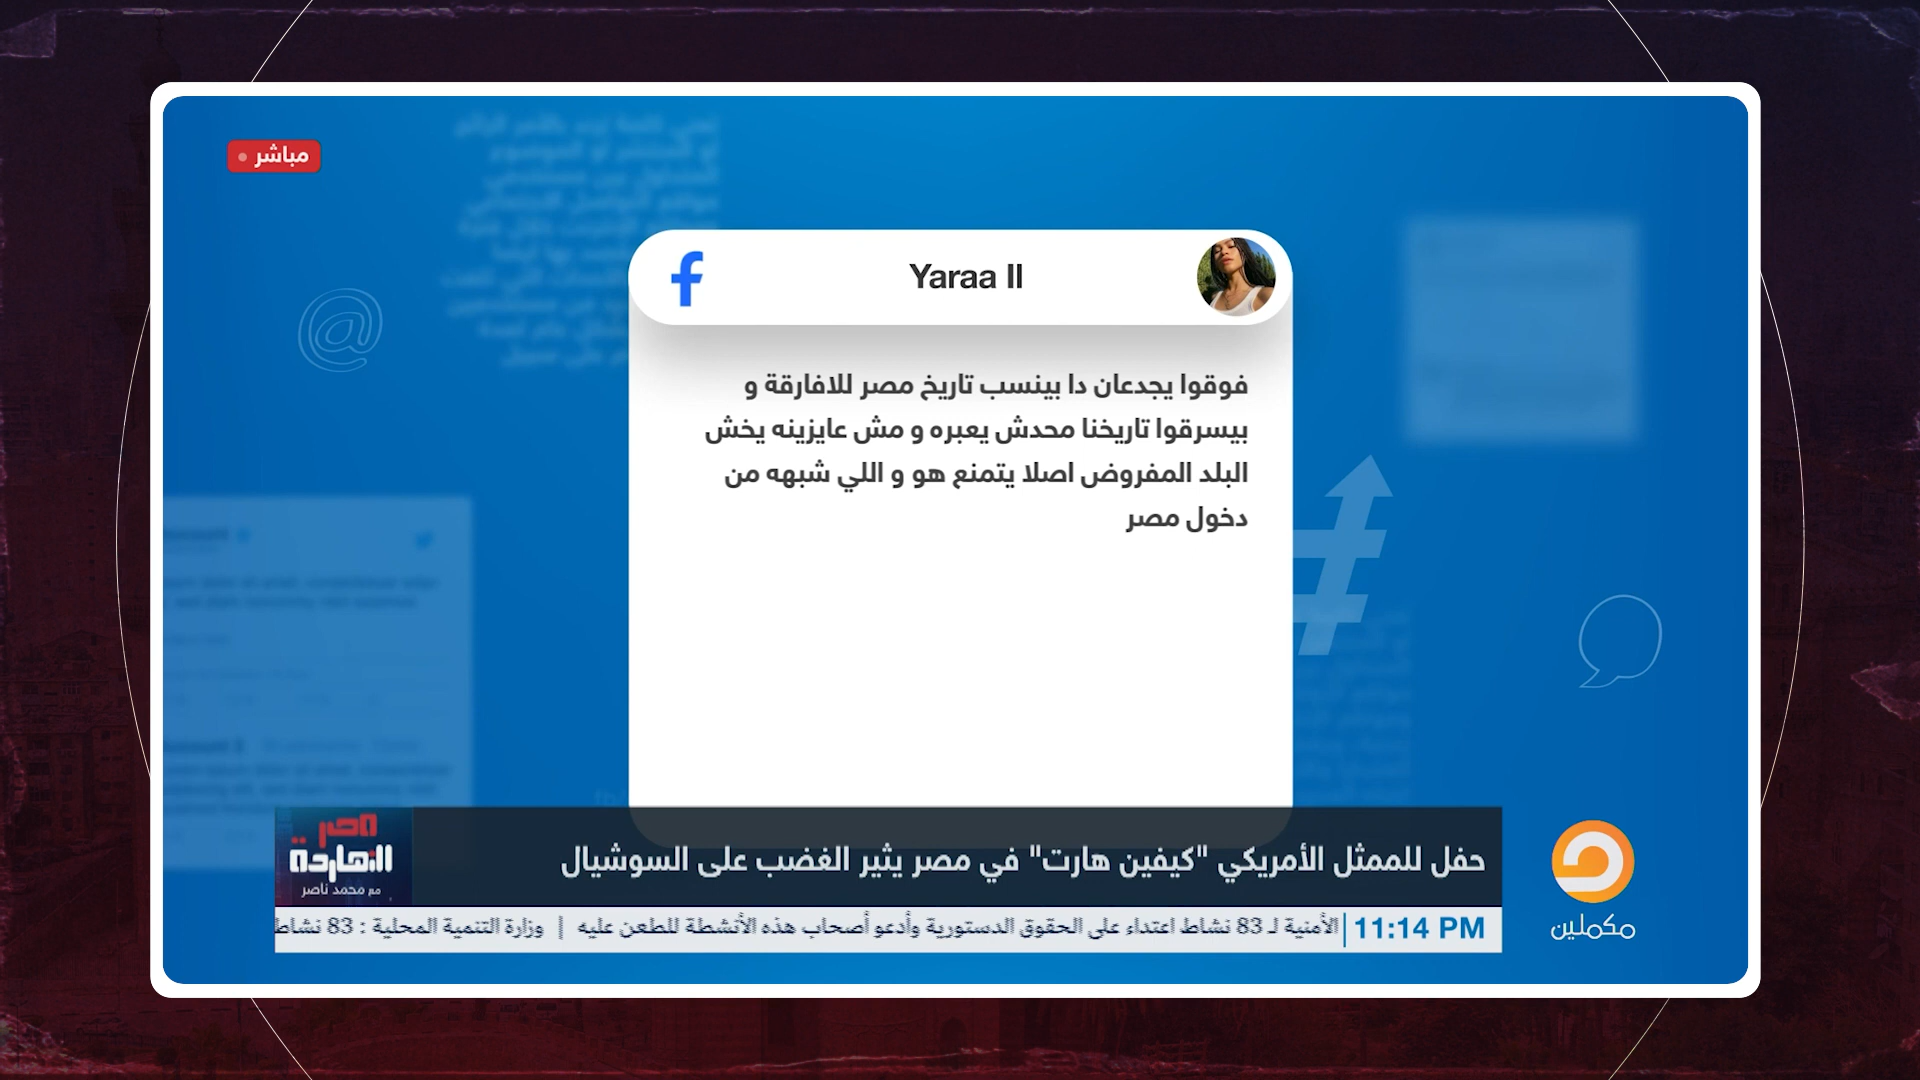 مباشر
Yaraa ll
فوقوا يجدعان دا بينسب تاريخ مصر للافارقة و
بيسرقوا تاريخنا محدش يعبره و مش عايزينه يخش
البلد المفروض اصلا يتمنع هو و اللي شبهه من
دخول مصر
مصر
النهاردة
مع محمد ناصر
حفل للممثل الأمريكي "كيفين هارت" في مصر يثير الغضب على السوشيال
11:14 PM
الأمنية لـ 83 نشاط اعتداء على الحقوق الدستورية وأدعو أصحاب هذه الأنشطة للطعن عليه | وزارة التنمية المحلية : 83 نشاط
مكملين